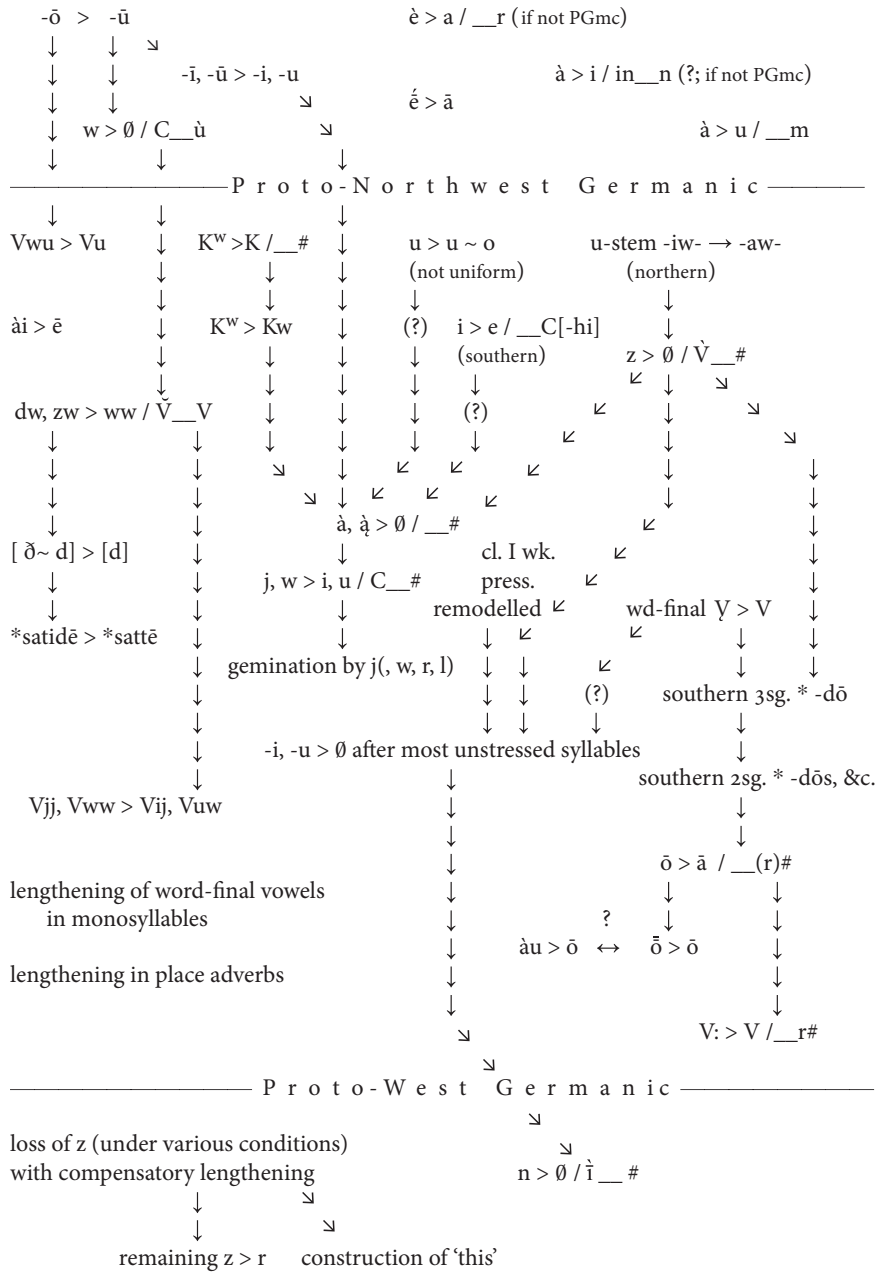 -ō > -ū	è > a / __r (if not PGmc)
↓ ↓ ↘
↓ ↓ -ī, -ū > -i, -u	à > i / in__n (?; if not PGmc)
↓ ↓ ↘ ḗ > ā
↓ w > Ø / C__ù ↘	à > u / __m
↓ ↓ ↓
Proto-Northwest Germanic
↓ ↓ ↓
Vwu > Vu ↓ Kʷ >K /__# ↓ u > u ~ o	u-stem -iw- → -aw-
↓ ↓ ↓ (not uniform)	(northern)
↓ ↓ ↓ ↓ ↓
ài > ē ↓ Kʷ > Kw ↓ (?) i > e / __C[-hi] ↓
↓ ↓ ↓ ↓ (southern) z > Ø / V̀__#
↓ ↓ ↓ ↓ ↓ ↙ ↓ ↘
dw, zw > ww / V̆__V ↓ ↓ ↓ (?) ↙ ↓ ↘
↓ ↓ ↓ ↓ ↓ ↓ ↙ ↓ ↘
↓ ↓ ↘ ↓ ↙ ↙ ↙ ↓ ↓
↓ ↓ ↘ ↓ ↙ ↙ ↙ ↓ ↓
↓ ↓ à, ą̀ > Ø / __# ↙ ↓
[ ð~ d] > [d] ↓ ↓ cl. I wk. ↙ ↓
↓ ↓ j, w > i, u / C__# press. ↙ ↓
↓ ↓ ↓ remodelled ↙ ↙ wd-final V̨ > V ↓
*satidē > *sattē ↓ ↓ ↓ ↙ ↙ ↓ ↓
↓ gemination by j(, w, r, l) ↓ ↓ ↙ ↓ ↓
↓ ↓ ↓ (?) southern 3sg. * -dō
↓ ↓ ↓ ↓ ↓
↓ -i, -u > Ø after most unstressed syllables ↓
↓ ↓ southern 2sg. * -dōs, &c.
Vjj, Vww > Vij, Vuw ↓ ↓
↓ ↓
↓ ō > ā / __(r)#
lengthening of word-final vowels ↓ ↓ ↓
in monosyllables ↓ ? ↓ ↓
↓ àu > ō ↔ ō̄ > ō ↓
lengthening in place adverbs ↓ ↓
↓ ↓
↘ V: > V /__r#
↘
Proto-West Germanic
↘
loss of z (under various conditions) ↘
with compensatory lengthening n > Ø / ī̀ __ #
↓ ↘
↓ ↘
remaining z > r construction of ‘this’